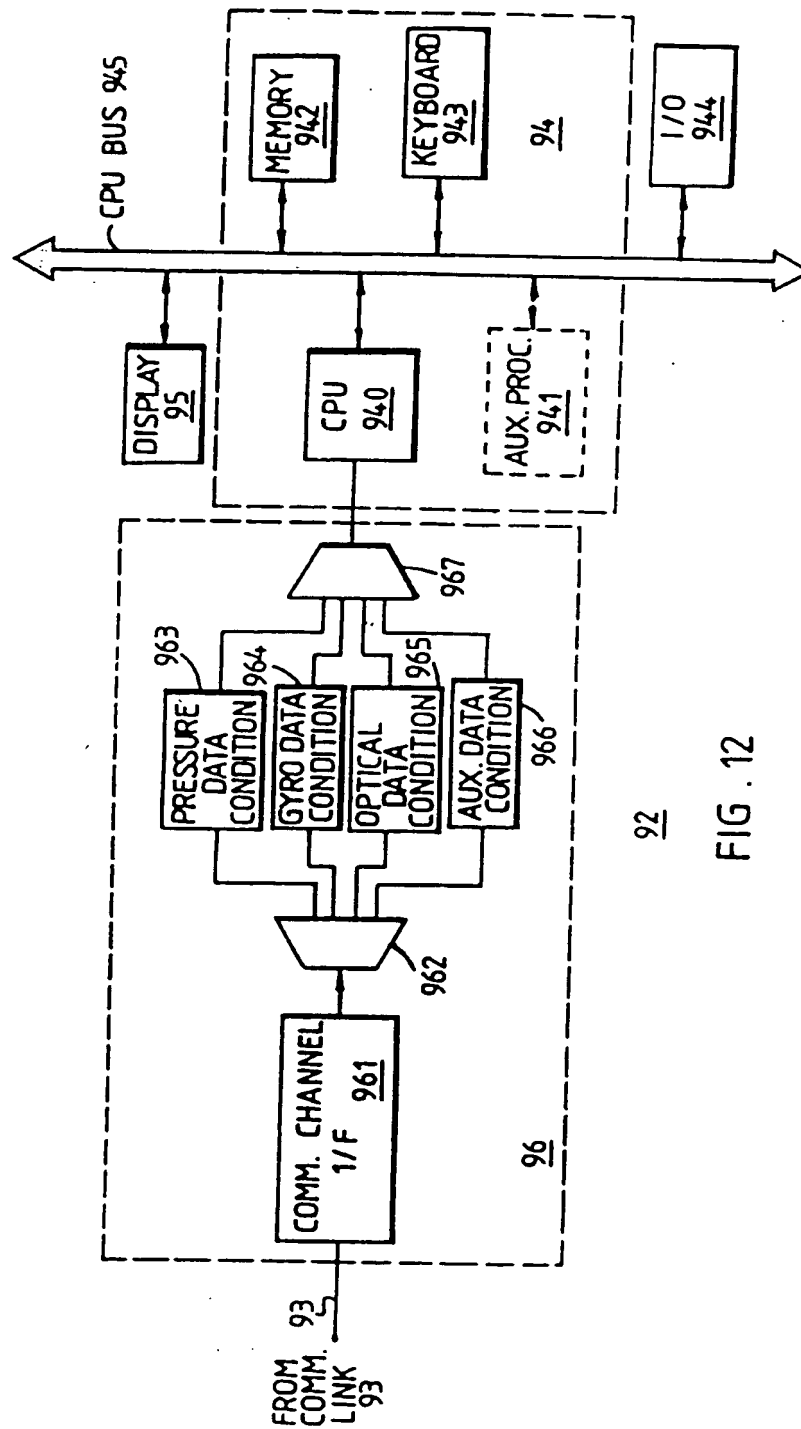 FROM
COMM.
LINK
93
93
COMM. CHANNEL
1/F
961
96
962
PRESSURE
DATA
CONDITION
963
GYRO DATA
CONDITION
964
OPTICAL
DATA
CONDITION
965
AUX. DATA
CONDITION
966
967
DISPLAY
95
CPU
940
AUX. PROC.
941
CPU BUS 945
MEMORY
942
KEYBOARD
943
94
I/O
944
92
FIG. 12